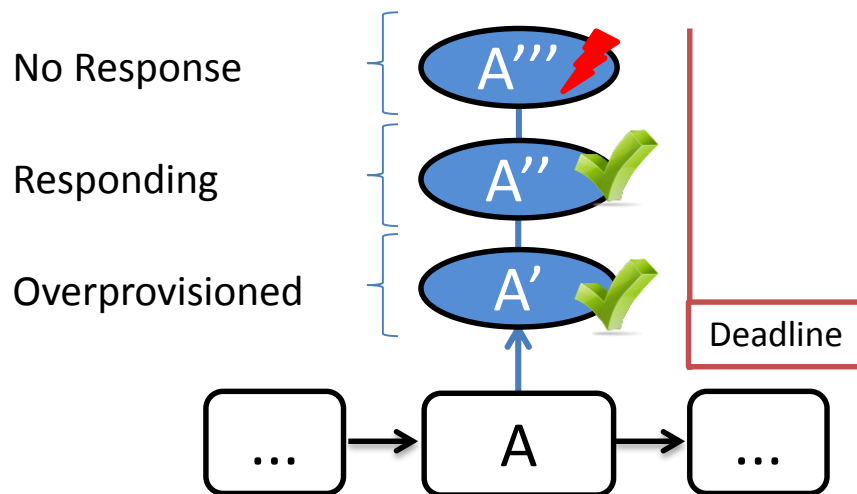 No Response
A'''
Responding
A''
Overprovisioned
A'
Deadline
...
A
...